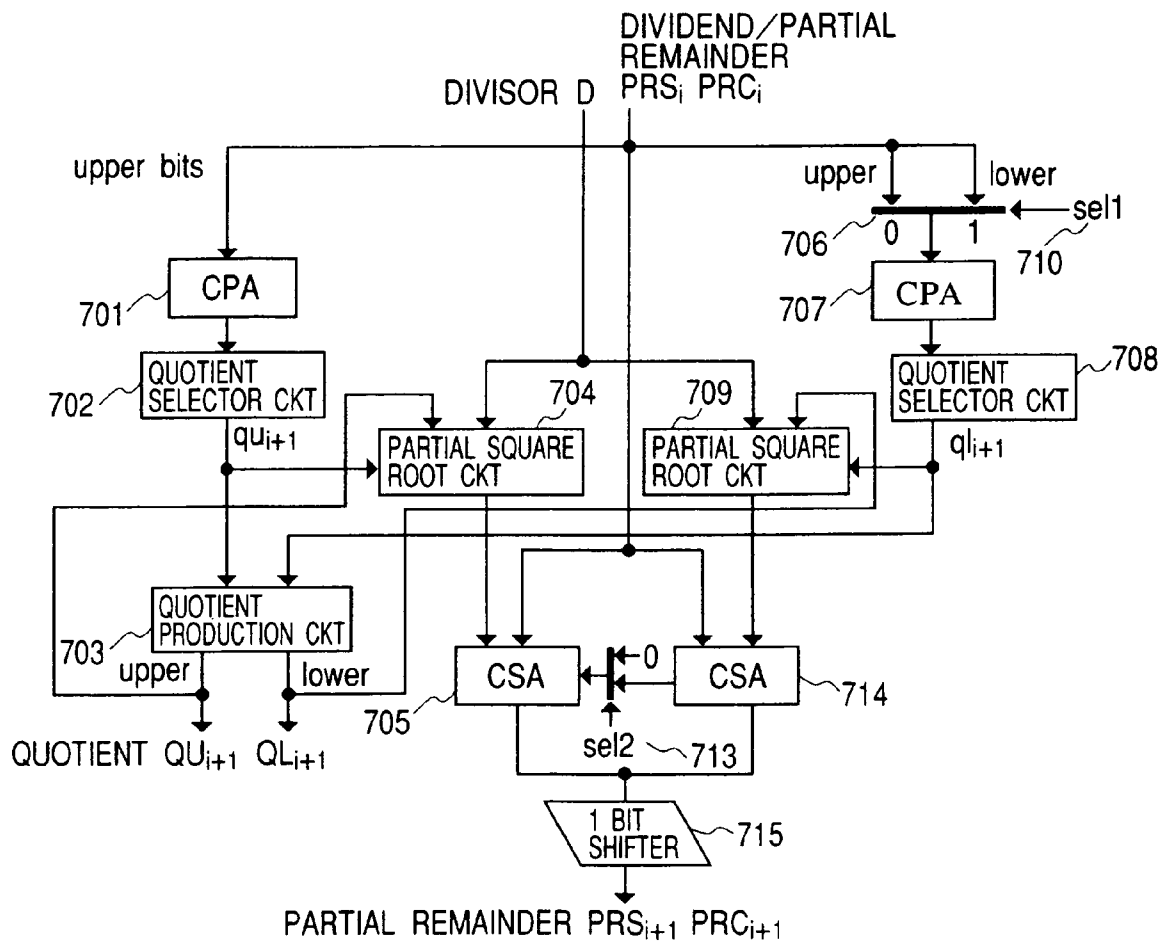 DIVIDEND/PARTIAL
REMAINDER
PRSi PRCi
DIVISOR D
upper bits
upper
lower
706
0
1
sel1
710
701
CPA
707
CPA
702
QUOTIENT
SELECTOR CKT
704
709
QUOTIENT
SELECTOR CKT
708
qui+1
PARTIAL SQUARE
ROOT CKT
PARTIAL SQUARE
ROOT CKT
qli+1
703
QUOTIENT
PRODUCTION CKT
upper
lower
705
CSA
0
CSA
714
sel2
713
QUOTIENT QUi+1 QLi+1
1 BIT
SHIFTER
715
PARTIAL REMAINDER PRSi+1 PRCi+1